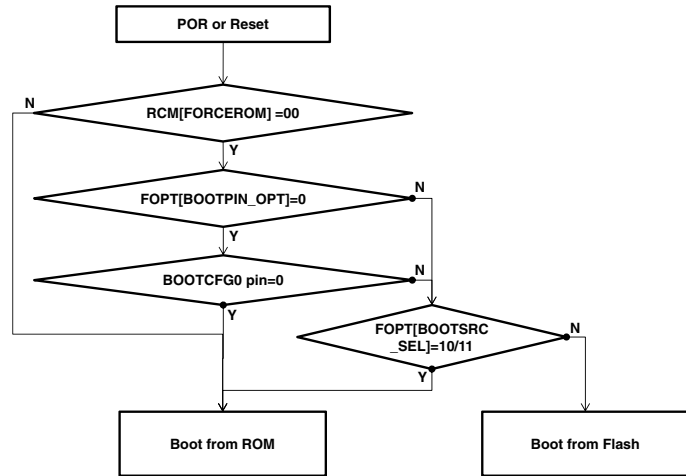 POR or Reset
N
RCM[FORCEROM] =00
Y
N
FOPT[BOOTPIN_OPT]=0
Y
BOOTCFG0 pin=0
N
Y
FOPT[BOOTSRC
_SEL]=10/11
N
Y
Boot from ROM
Boot from Flash